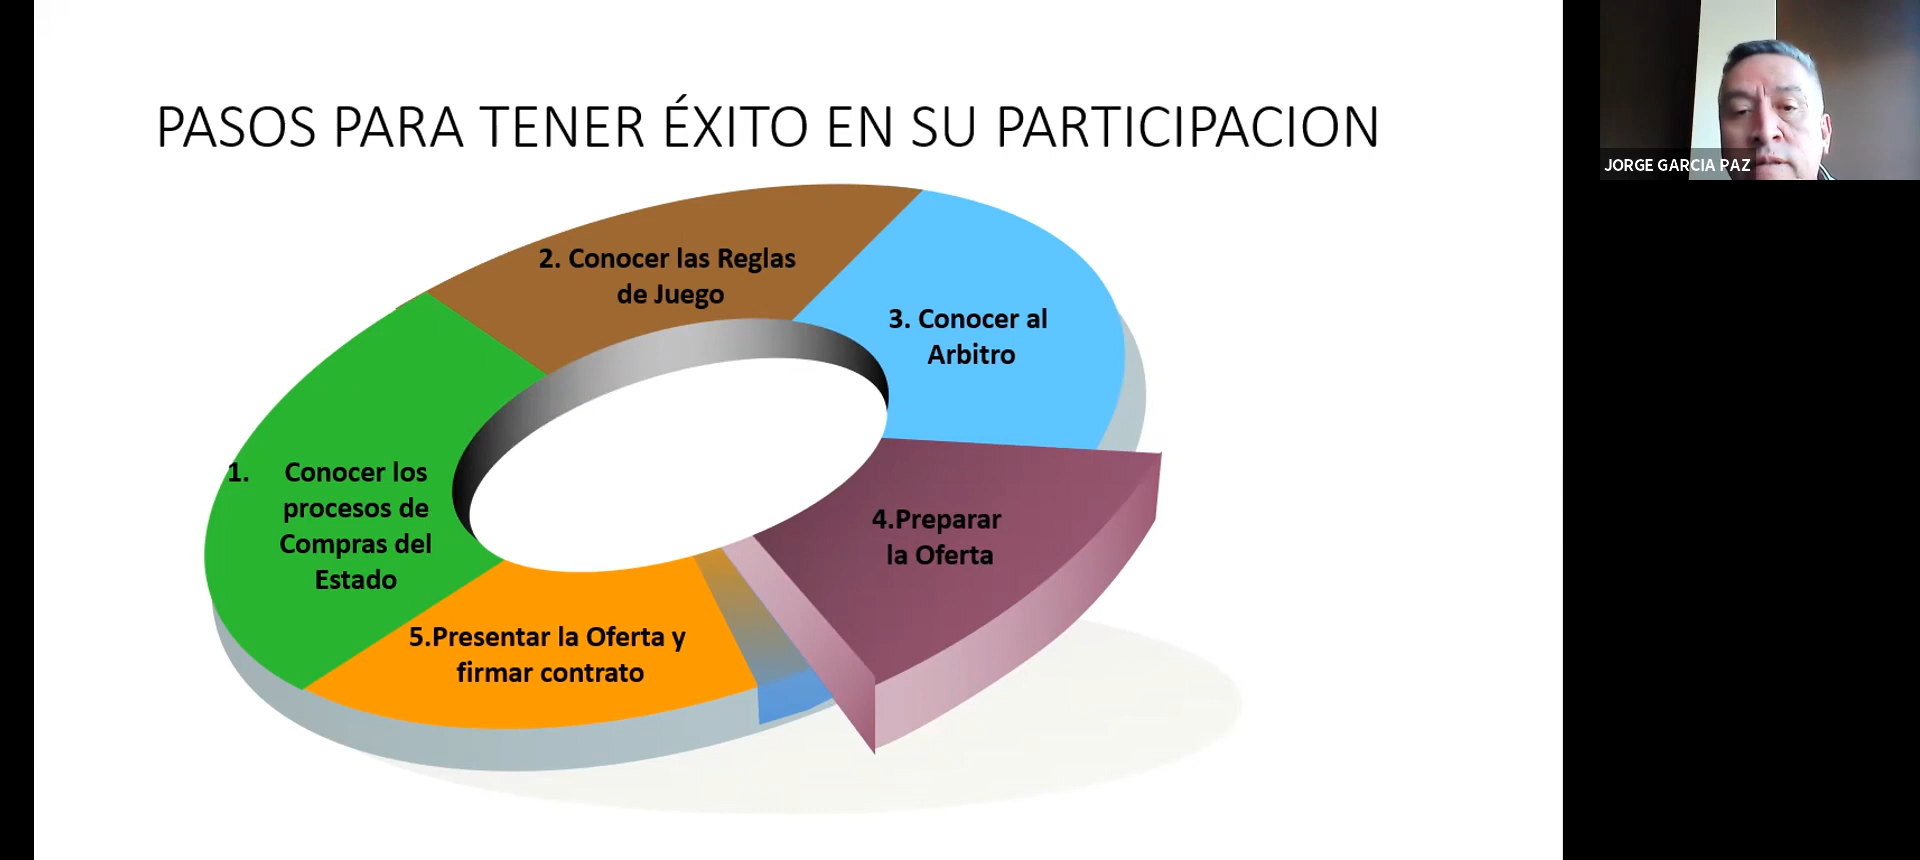 PASOS PARA TENER ÉXITO EN SU PARTICIPACION
JORGE GARCIA PAZ
2. Conocer las Reglas
de Juego
3. Conocer al
Arbitro
1. Conocer los
procesos de
Compras del
Estado
4.Preparar
la Oferta
5.Presentar la Oferta y
firmar contrato